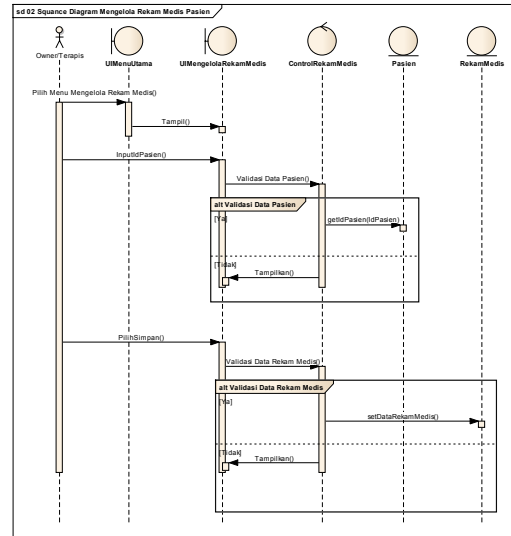 sd 02 Squance Diagram Mengelola Rekam Medis Pasien
Owner/Terapis
UIMenuUtama
UIMengelolaRekamMedis
ControlRekamMedis
Pasien
RekamMedis
Pilih Menu Mengelola Rekam Medis()
Tampil()
InputIdPasien()
Validasi Data Pasien()
alt Validasi Data Pasien
[Ya]
getIdPasien(IdPasien)
[Tidak]
Tampilkan()
PilihSimpan()
Validasi Data Rekam Medis()
alt Validasi Data Rekam Medis
[Ya]
setDataRekamMedis()
[Tidak]
Tampilkan()